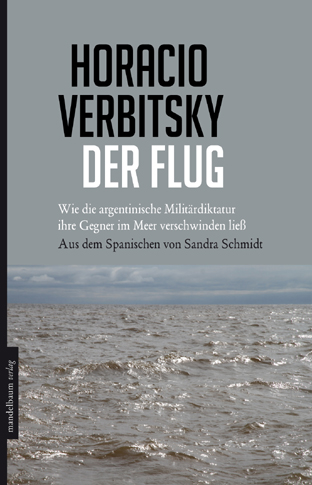 HORACIO
VERBITSKY
DER FLUG
Wie die argentinische Militärdiktatur
ihre Gegner im Meer verschwinden ließ
Aus dem Spanischen von Sandra Schmidt
mandelbaum verlag